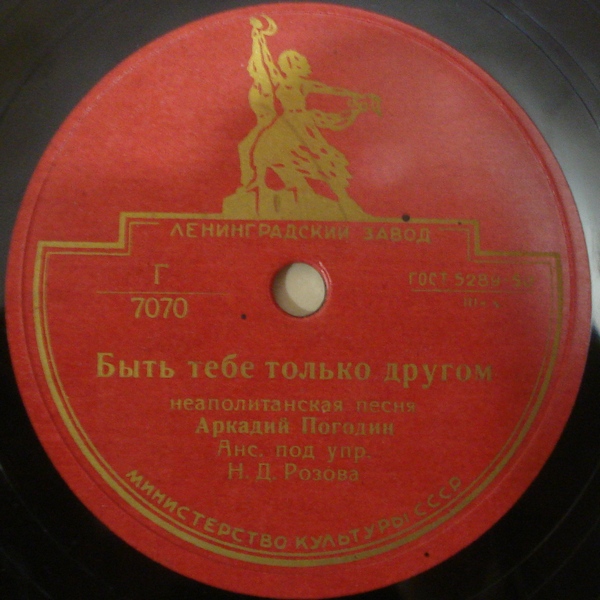 ЛЕНИНГРАДСКИЙ ЗАВОД
Г
7070
ГОСТ 5289-
Быть тебе только другом
неаполитанская песня
Аркадий Погодин
Анс. под упр.
Н. Д. Розова
МИНИСТЕРСТВО КУЛЬТУРЫ СССР